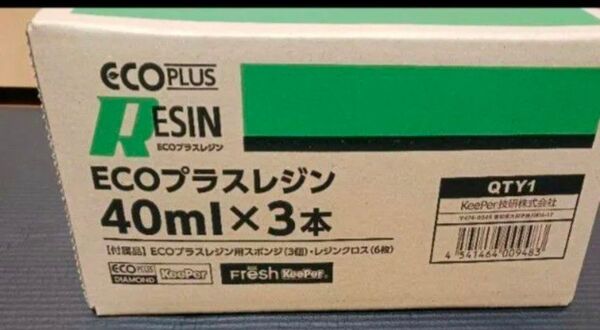 ECO PLUS
RESIN
ECOプラスレジン
ECOプラスレジン
40ml×3本
【付属品】ECOプラスレジン用スポンジ(3個)・レジンクロス(6枚)
ECO PLUS
DIAMOND
KeePer
Fresh KeePer
QTY1
KeePer技研株式会社
4 541464 009483